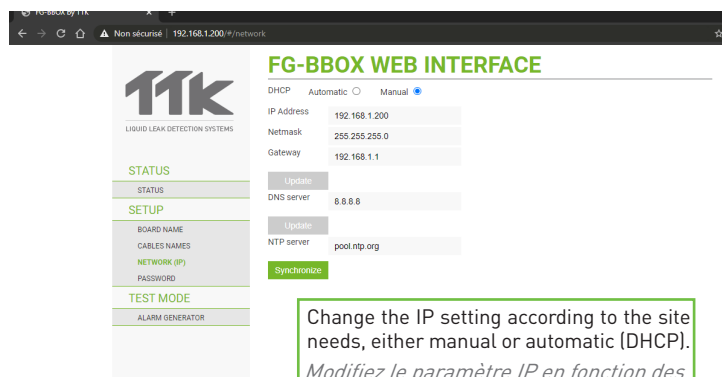 FG-BBOX by TTK
Non sécurisé | 192.168.1.200/#/network
TTK
LIQUID LEAK DETECTION SYSTEMS
STATUS
STATUS
SETUP
BOARD NAME
CABLES NAMES
NETWORK (IP)
PASSWORD
TEST MODE
ALARM GENERATOR
FG-BBOX WEB INTERFACE
DHCP Automatic Manual
IP Address 192.168.1.200
Netmask 255.255.255.0
Gateway 192.168.1.1
Update
DNS server 8.8.8.8
Update
NTP server pool.ntp.org
Synchronize
Change the IP setting according to the site
needs, either manual or automatic (DHCP).
Modifiez le paramètre IP en fonction des